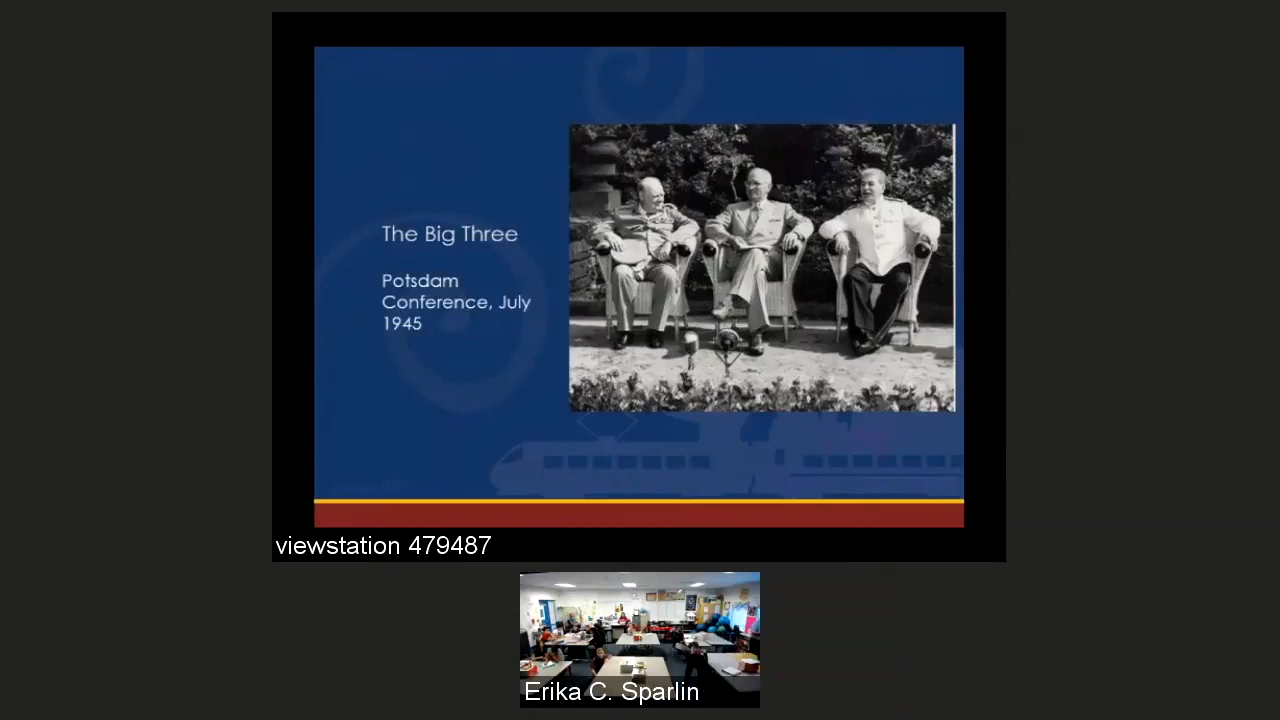 The Big Three
Potsdam
Conference, July
1945
viewstation 479487
Erika C. Sparlin